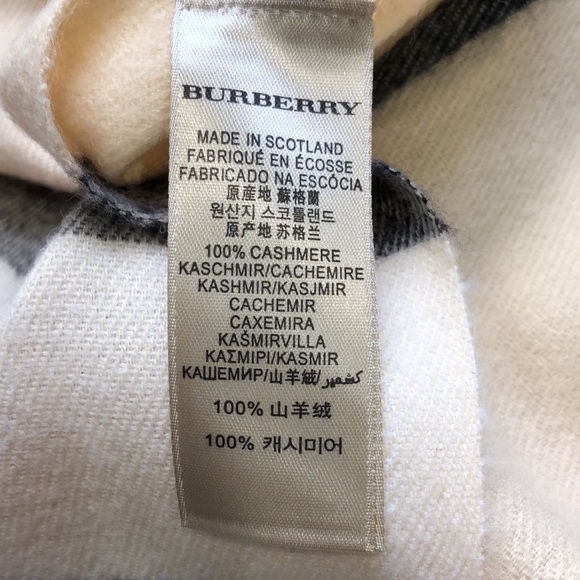 BURBERRY
MADE IN SCOTLAND
FABRIQUÉ EN ÉCOSSE
FABRICADO NA ESCÓCIA
原産地 蘇格蘭
원산지 스코틀랜드
原产地 苏格兰
100% CASHMERE
KASCHMIR/CACHEMIRE
KASHMIR/KASJMIR
CACHEMIR
CAXEMIRA
KAŠMIRVILLA
ΚΑΣΜΙΡΙ/KASMIR
КАШЕМИР/山羊絨/كشمير
100% 山羊绒
100% 캐시미어